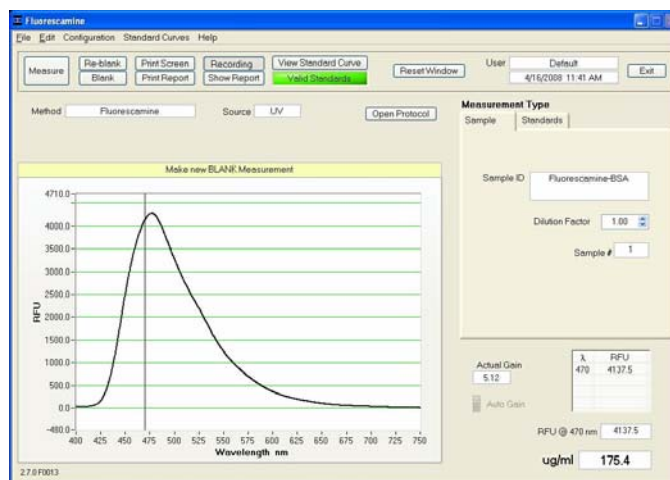 Fluorescamine
File Edit Configuration Standard Curves Help
Measure
Re-blank
Blank
Print Screen
Print Report
Recording
Show Report
View Standard Curve
Valid Standards
Reset Window
User
Default
4/16/2008 11:41 AM
Exit
Method
Fluorescamine
Source
UV
Open Protocol
Measurement Type
Sample
Standards
Make new BLANK Measurement
Sample ID
Fluorescamine-BSA
Dilution Factor
1.00
Sample #
1
RFU
4710.0
4000.0
3500.0
3000.0
2500.0
2000.0
1500.0
1000.0
500.0
0.0
-480.0
400 425 450 475 500 525 550 575 600 625 650 675 700 725 750
Wavelength nm
Actual Gain
5.12
Auto Gain
λ RFU
470 4137.5
RFU @ 470 nm
4137.5
ug/ml
175.4
2.7.0 F0013